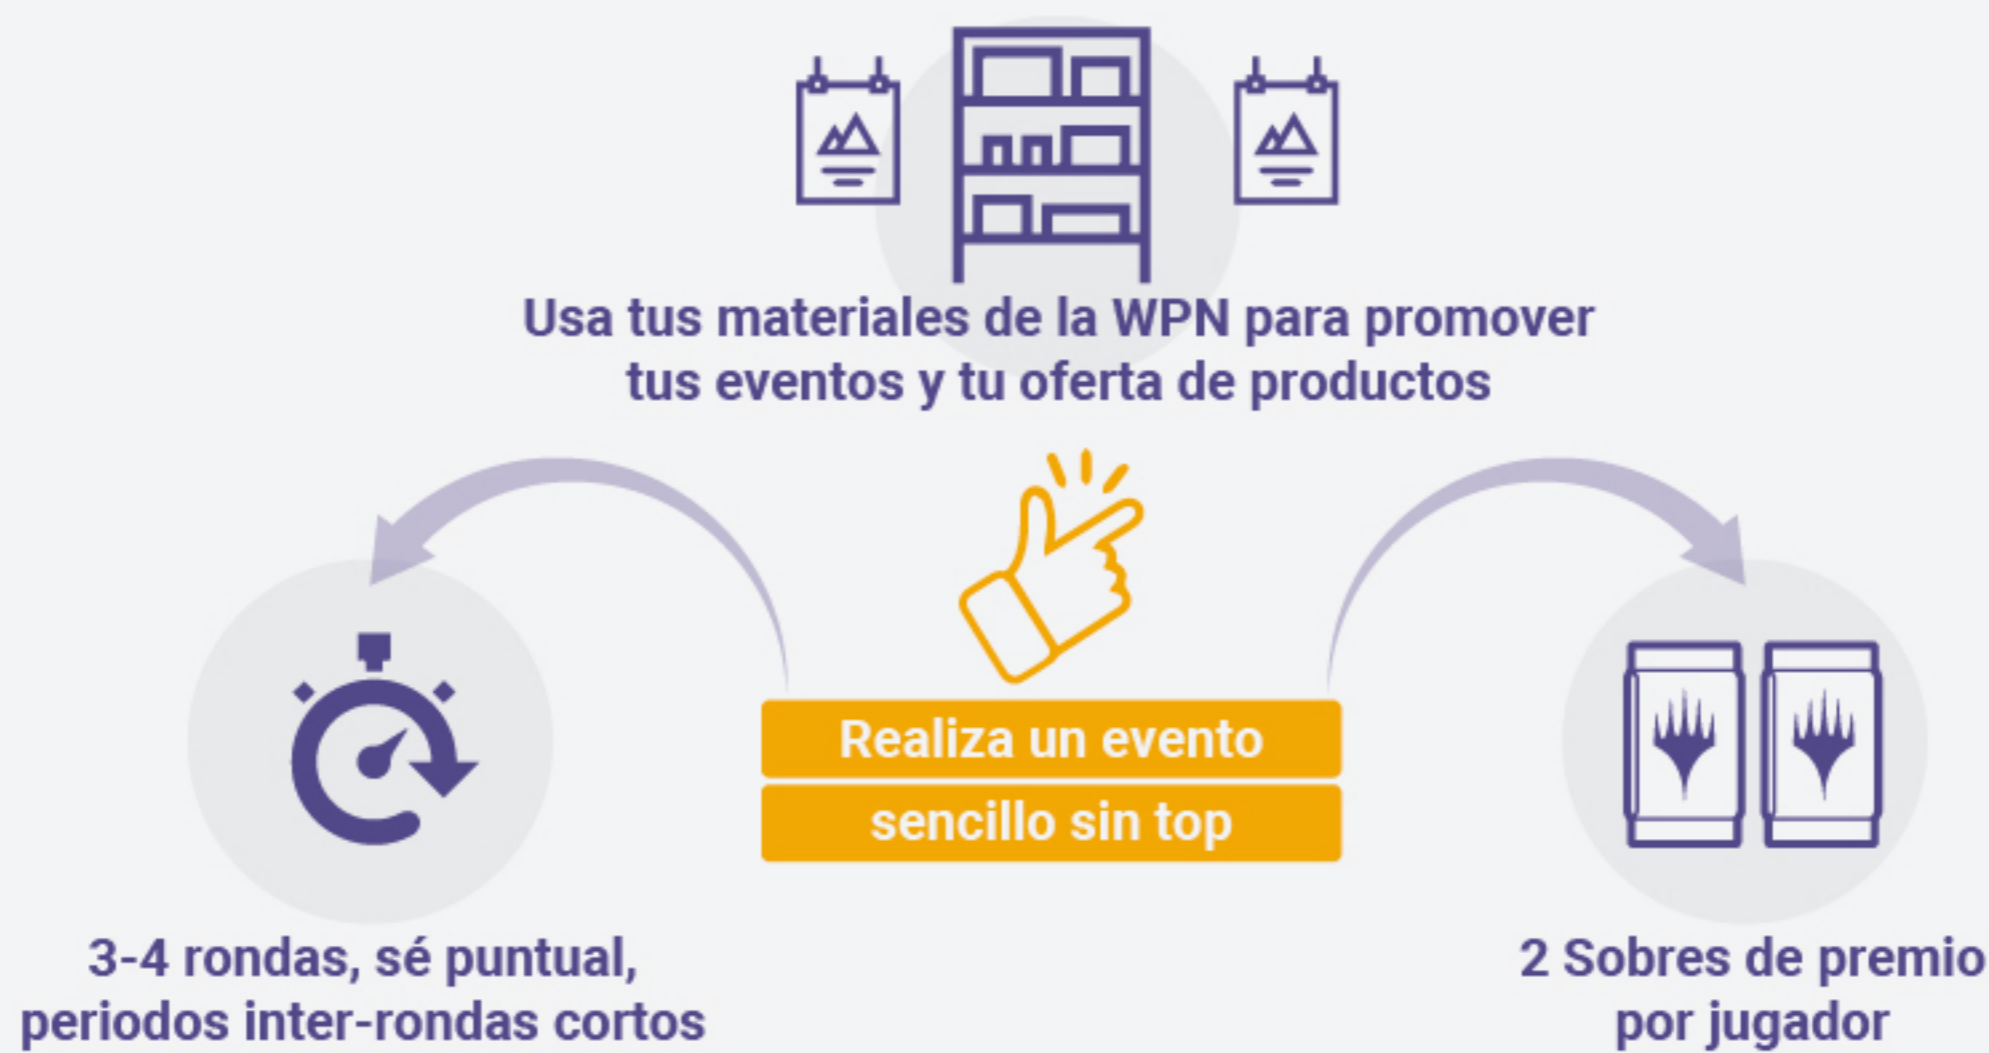 Usa tus materiales de la WPN para promover
tus eventos y tu oferta de productos
Realiza un evento
sencillo sin top
3-4 rondas, sé puntual,
periodos inter-rondas cortos
2 Sobres de premio
por jugador